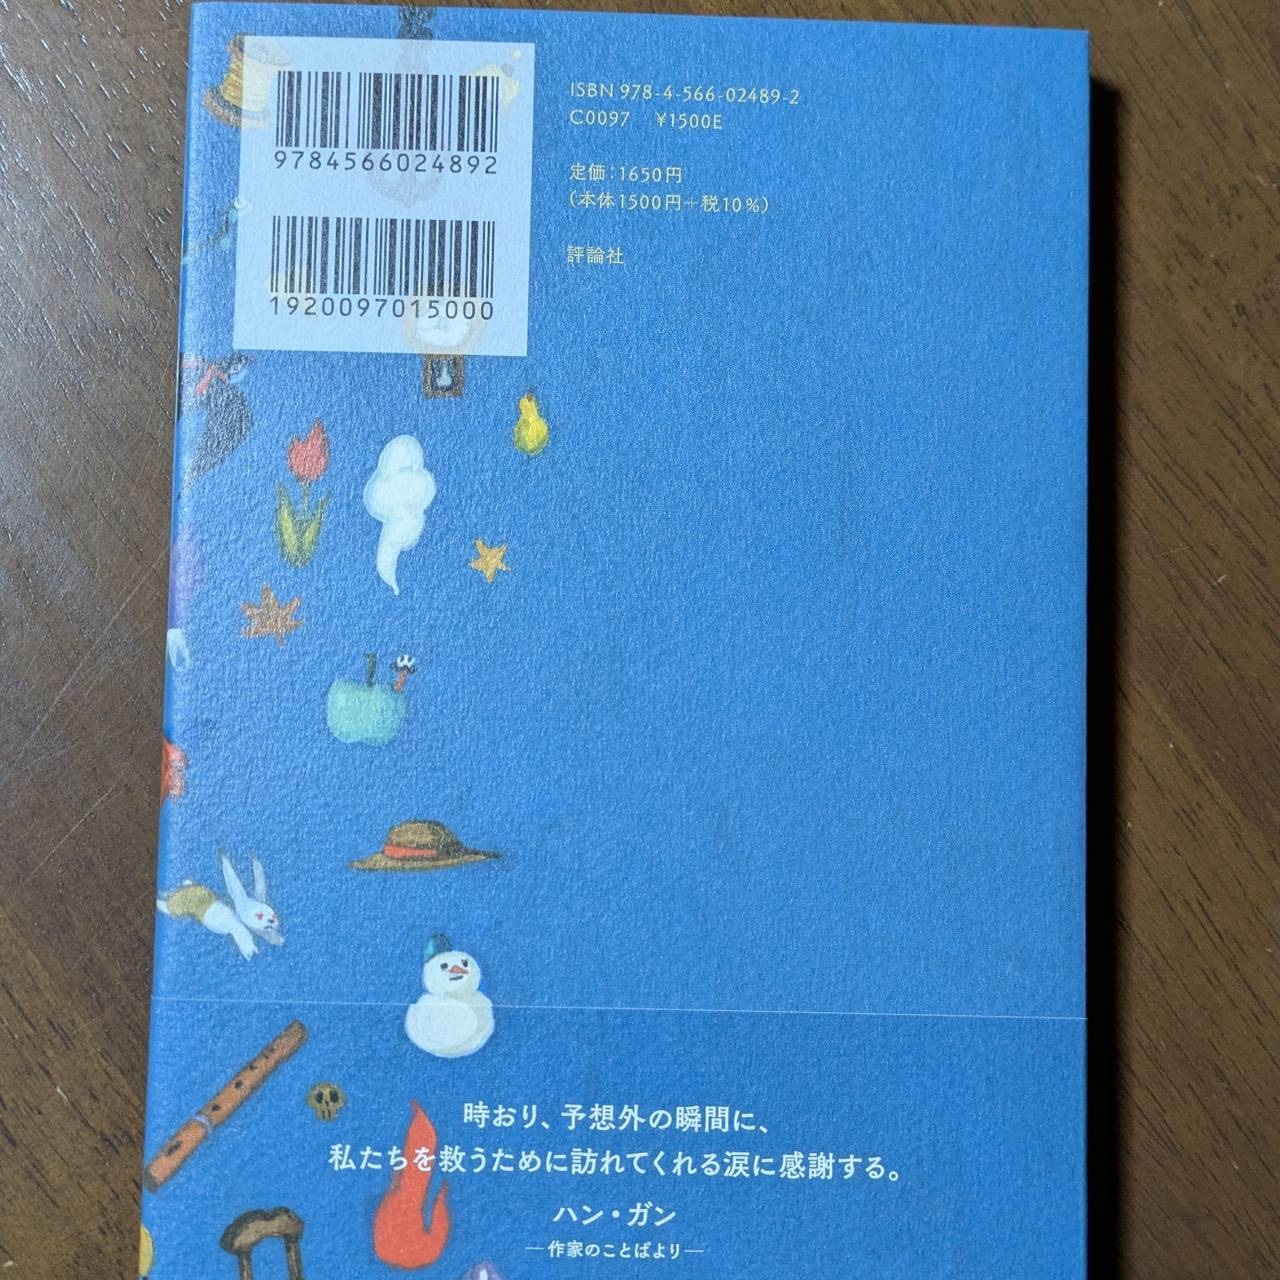 9784566024892
1920097015000
ISBN 978-4-566-02489-2
C0097 ¥1500E
定価：1650円
（本体1500円＋税10％）
評論社
時おり、予想外の瞬間に、
私たちを救うために訪れてくれる涙に感謝する。
ハン・ガン
―作家のことばより―